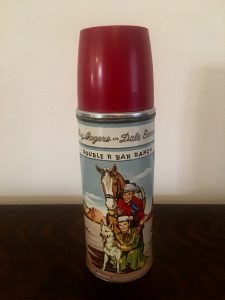 Roy Rogers and Dale Evans
DOUBLE R BAR RANCH